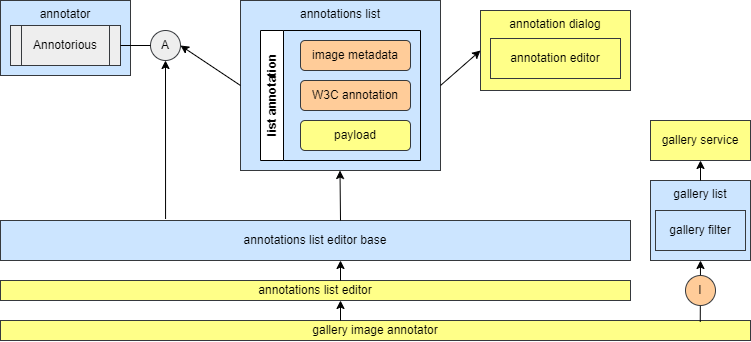 annotator
Annotorious
A
annotations list
list annotation
image metadata
W3C annotation
payload
annotation dialog
annotation editor
gallery service
gallery list
gallery filter
annotations list editor base
annotations list editor
I
gallery image annotator